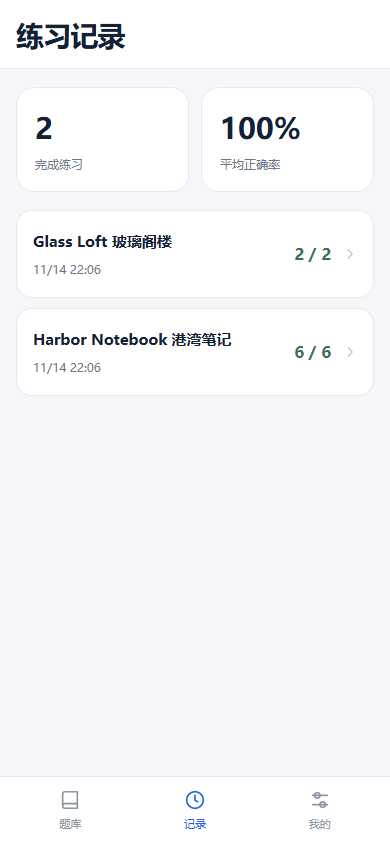 练习记录
2
完成练习
100%
平均正确率
Glass Loft 玻璃阁楼
11/14 22:06
2 / 2
Harbor Notebook 港湾笔记
11/14 22:06
6 / 6
题库
记录
我的